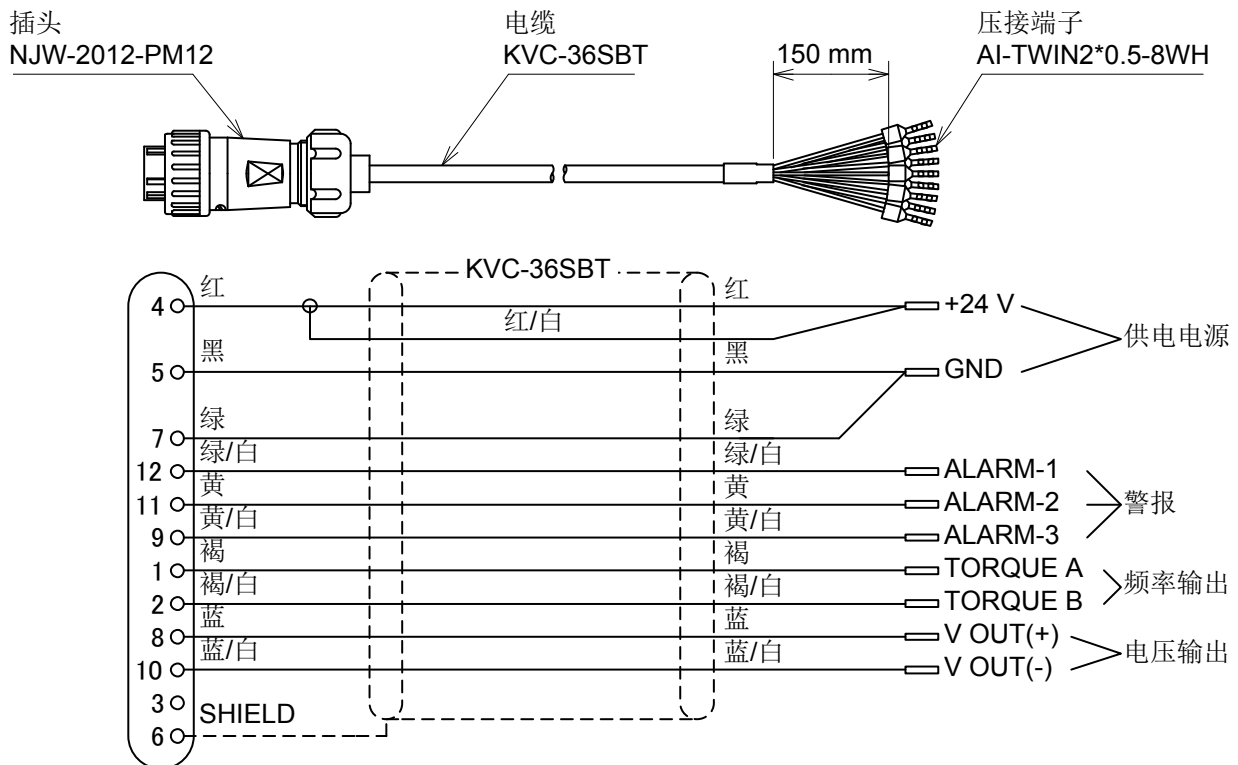 插头
NJW-2012-PM12
电缆
KVC-36SBT
150 mm
压接端子
AI-TWIN2*0.5-8WH
KVC-36SBT
4 红 红 +24 V
红/白
供电电源
5 黑 黑 GND
7 绿 绿
12 绿/白 绿/白 ALARM-1
11 黄 黄 ALARM-2
警报
9 黄/白 黄/白 ALARM-3
1 褐 褐 TORQUE A
频率输出
2 褐/白 褐/白 TORQUE B
8 蓝 蓝 V OUT(+)
电压输出
10 蓝/白 蓝/白 V OUT(-)
3
6 SHIELD